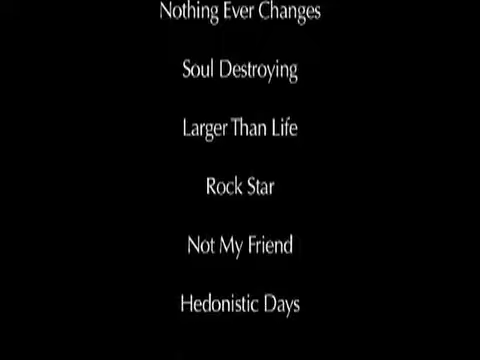 Nothing Ever Changes
Soul Destroying
Larger Than Life
Rock Star
Not My Friend
Hedonistic Days